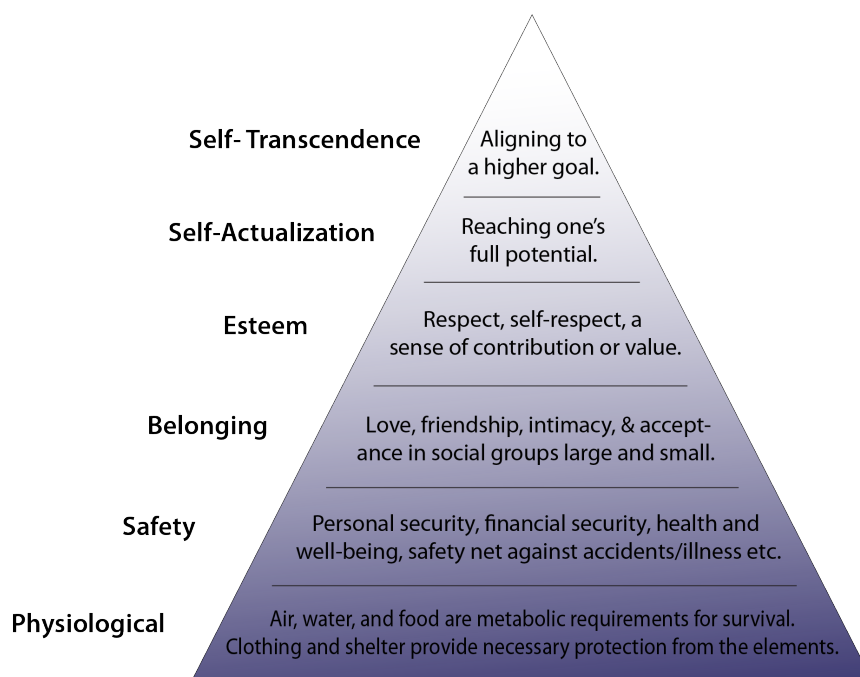 Self- Transcendence
Aligning to
a higher goal.
Self-Actualization
Reaching one’s
full potential.
Esteem
Respect, self-respect, a
sense of contribution or value.
Belonging
Love, friendship, intimacy, & accept-
ance in social groups large and small.
Safety
Personal security, financial security, health and
well-being, safety net against accidents/illness etc.
Physiological
Air, water, and food are metabolic requirements for survival.
Clothing and shelter provide necessary protection from the elements.